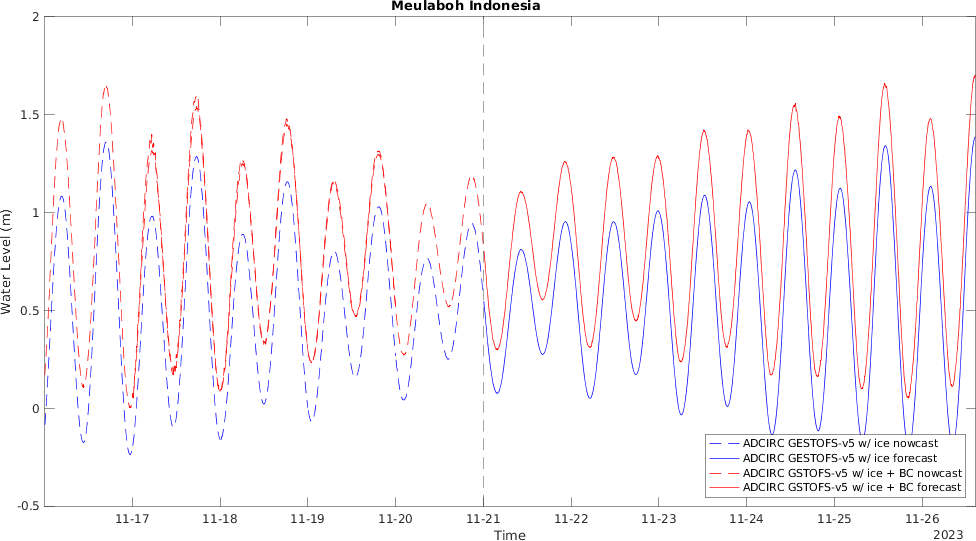 Meulaboh Indonesia
2
1.5
1
0.5
0
-0.5
Water Level (m)
11-17
11-18
11-19
11-20
11-21
11-22
11-23
11-24
11-25
11-26
Time
2023
ADCIRC GESTOFS-v5 w/ ice nowcast
ADCIRC GESTOFS-v5 w/ ice forecast
ADCIRC GSTOFS-v5 w/ ice + BC nowcast
ADCIRC GSTOFS-v5 w/ ice + BC forecast